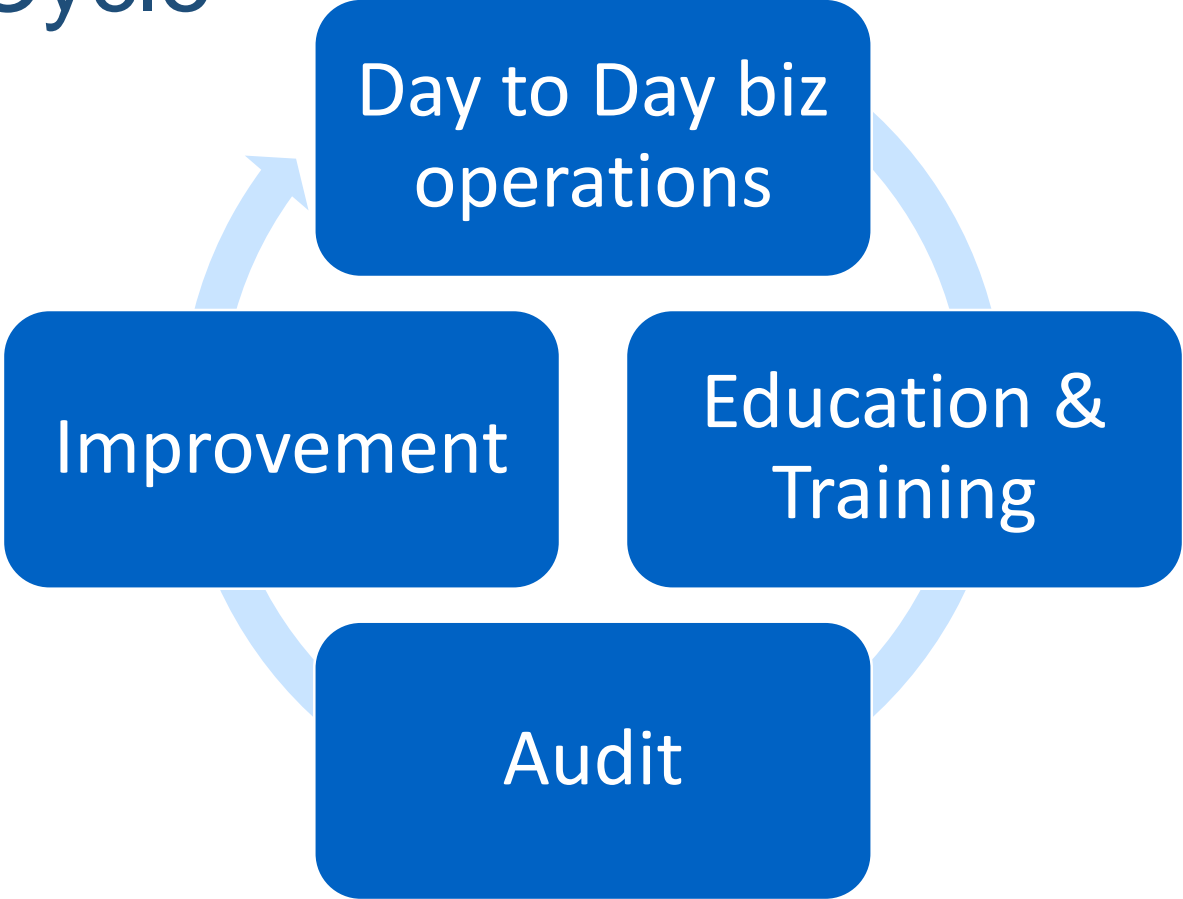 Day to Day biz
operations
Improvement
Education &
Training
Audit